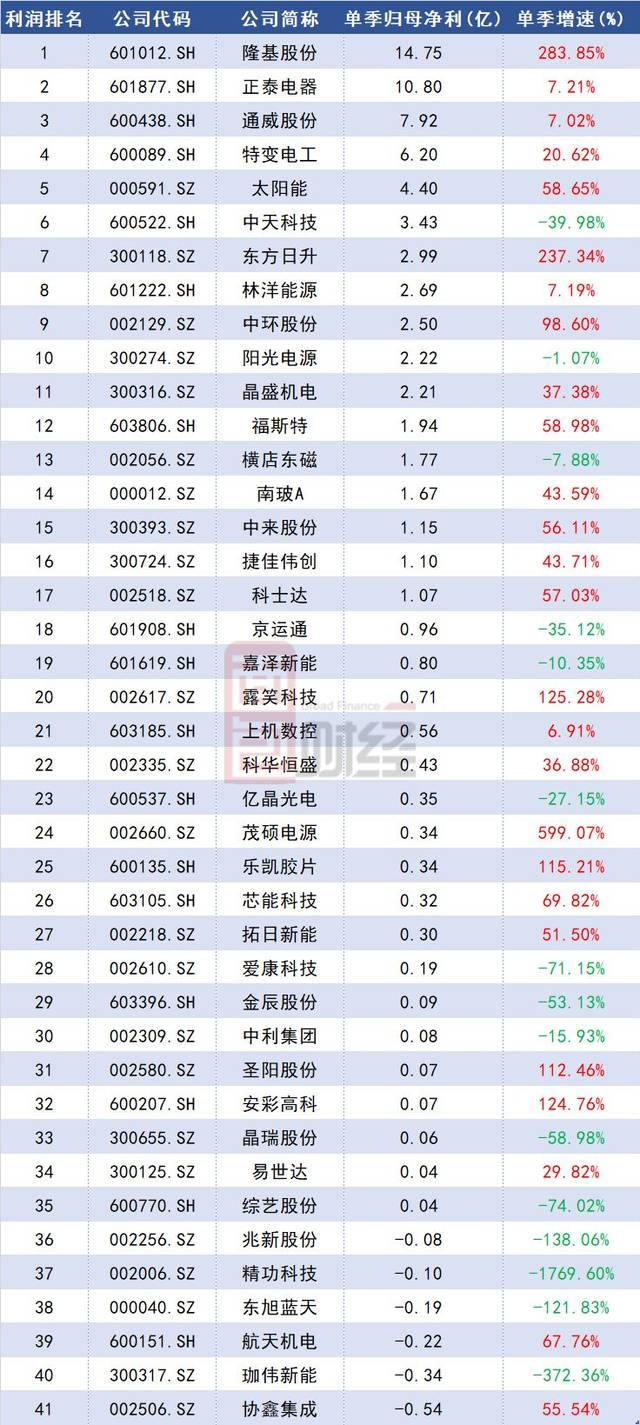 利润排名 公司代码 公司简称 单季归母净利(亿) 单季增速(%)
1 601012.SH 隆基股份 14.75 283.85%
2 601877.SH 正泰电器 10.80 7.21%
3 600438.SH 通威股份 7.92 7.02%
4 600089.SH 特变电工 6.20 20.62%
5 000591.SZ 太阳能 4.40 58.65%
6 600522.SH 中天科技 3.43 -39.98%
7 300118.SZ 东方日升 2.99 237.34%
8 601222.SH 林洋能源 2.69 7.19%
9 002129.SZ 中环股份 2.50 98.60%
10 300274.SZ 阳光电源 2.22 -1.07%
11 300316.SZ 晶盛机电 2.21 37.38%
12 603806.SH 福斯特 1.94 58.98%
13 002056.SZ 横店东磁 1.77 -7.88%
14 000012.SZ 南玻A 1.67 43.59%
15 300393.SZ 中来股份 1.15 56.11%
16 300724.SZ 捷佳伟创 1.10 43.71%
17 002518.SZ 科士达 1.07 57.03%
18 601908.SH 京运通 0.96 -35.12%
19 601619.SH 嘉泽新能 0.80 -10.35%
20 002617.SZ 露笑科技 0.71 125.28%
21 603185.SH 上机数控 0.56 6.91%
22 002335.SZ 科华恒盛 0.43 36.88%
23 600537.SH 亿晶光电 0.35 -27.15%
24 002660.SZ 茂硕电源 0.34 599.07%
25 600135.SH 乐凯胶片 0.34 115.21%
26 603105.SH 芯能科技 0.32 69.82%
27 002218.SZ 拓日新能 0.30 51.50%
28 002610.SZ 爱康科技 0.19 -71.15%
29 603396.SH 金辰股份 0.09 -53.13%
30 002309.SZ 中利集团 0.08 -15.93%
31 002580.SZ 圣阳股份 0.07 112.46%
32 600207.SH 安彩高科 0.07 124.76%
33 300655.SZ 晶瑞股份 0.06 -58.98%
34 300125.SZ 易世达 0.04 29.82%
35 600770.SH 综艺股份 0.04 -74.02%
36 002256.SZ 兆新股份 -0.08 -138.06%
37 002006.SZ 精功科技 -0.10 -1769.60%
38 000040.SZ 东旭蓝天 -0.19 -121.83%
39 600151.SH 航天机电 -0.22 67.76%
40 300317.SZ 珈伟新能 -0.34 -372.36%
41 002506.SZ 协鑫集成 -0.54 55.54%
Finance
财经